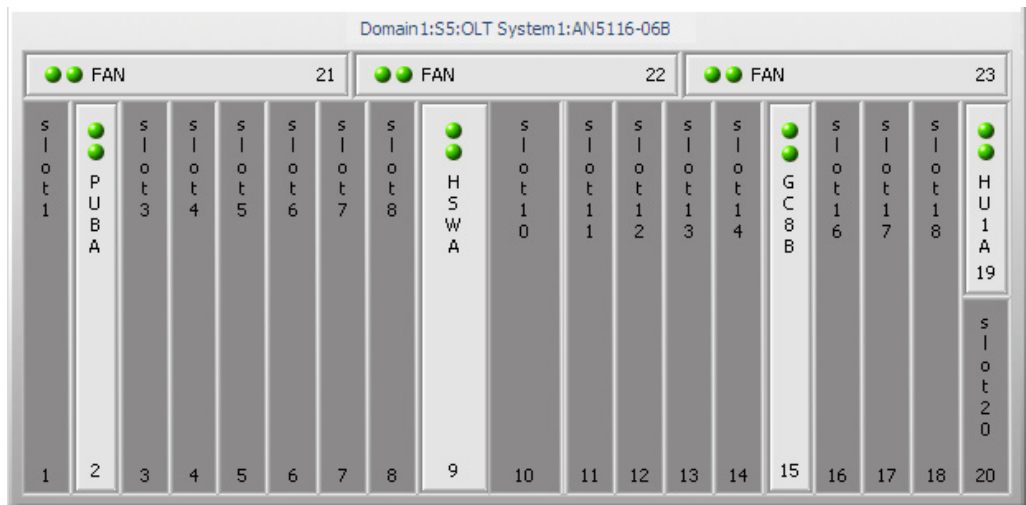 Domain1:S5:OLT System1:AN5116-06B
FAN 21
FAN 22
FAN 23
slot1
PUBA
slot3
slot4
slot5
slot6
slot7
slot8
HSWA
slot10
slot11
slot12
slot13
slot14
GC8B
slot16
slot17
slot18
HU1A
19
slot20
1 2 3 4 5 6 7 8 9 10 11 12 13 14 15 16 17 18 20